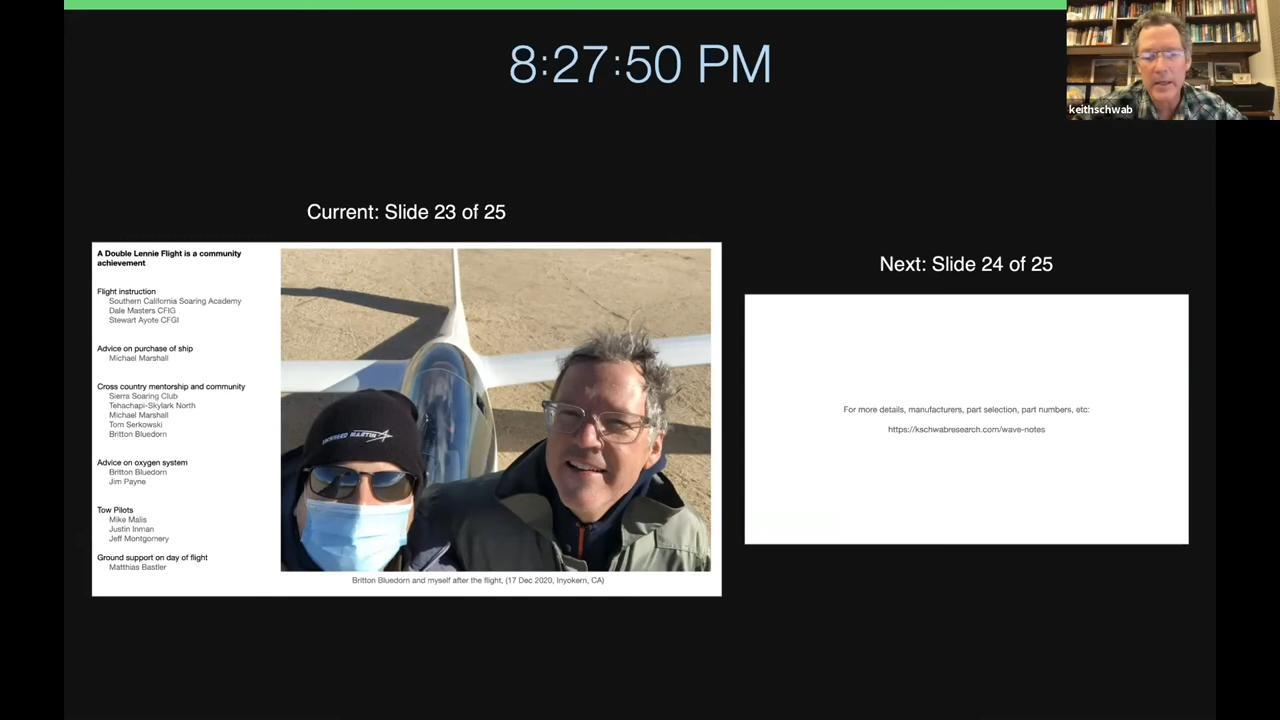 8:27:50 PM
keithschwab
Current: Slide 23 of 25
A Double Lennie Flight is a community
achievement
Flight instruction
Southern California Soaring Academy
Dale Masters CFIG
Stewart Ayote CFGI
Advice on purchase of ship
Michael Marshall
Cross country mentorship and community
Sierra Soaring Club
Tehachapi-Skylark North
Michael Marshall
Tom Serkowski
Britton Bluedorn
Advice on oxygen system
Britton Bluedorn
Jim Payne
Tow Pilots
Mike Malis
Justin Inman
Jeff Montgomery
Ground support on day of flight
Matthias Bastler
LOCKHEED MARTIN
Britton Bluedorn and myself after the flight, (17 Dec 2020, Inyokern, CA)
Next: Slide 24 of 25
For more details, manufacturers, part selection, part numbers, etc:
https://kschwabresearch.com/wave-notes